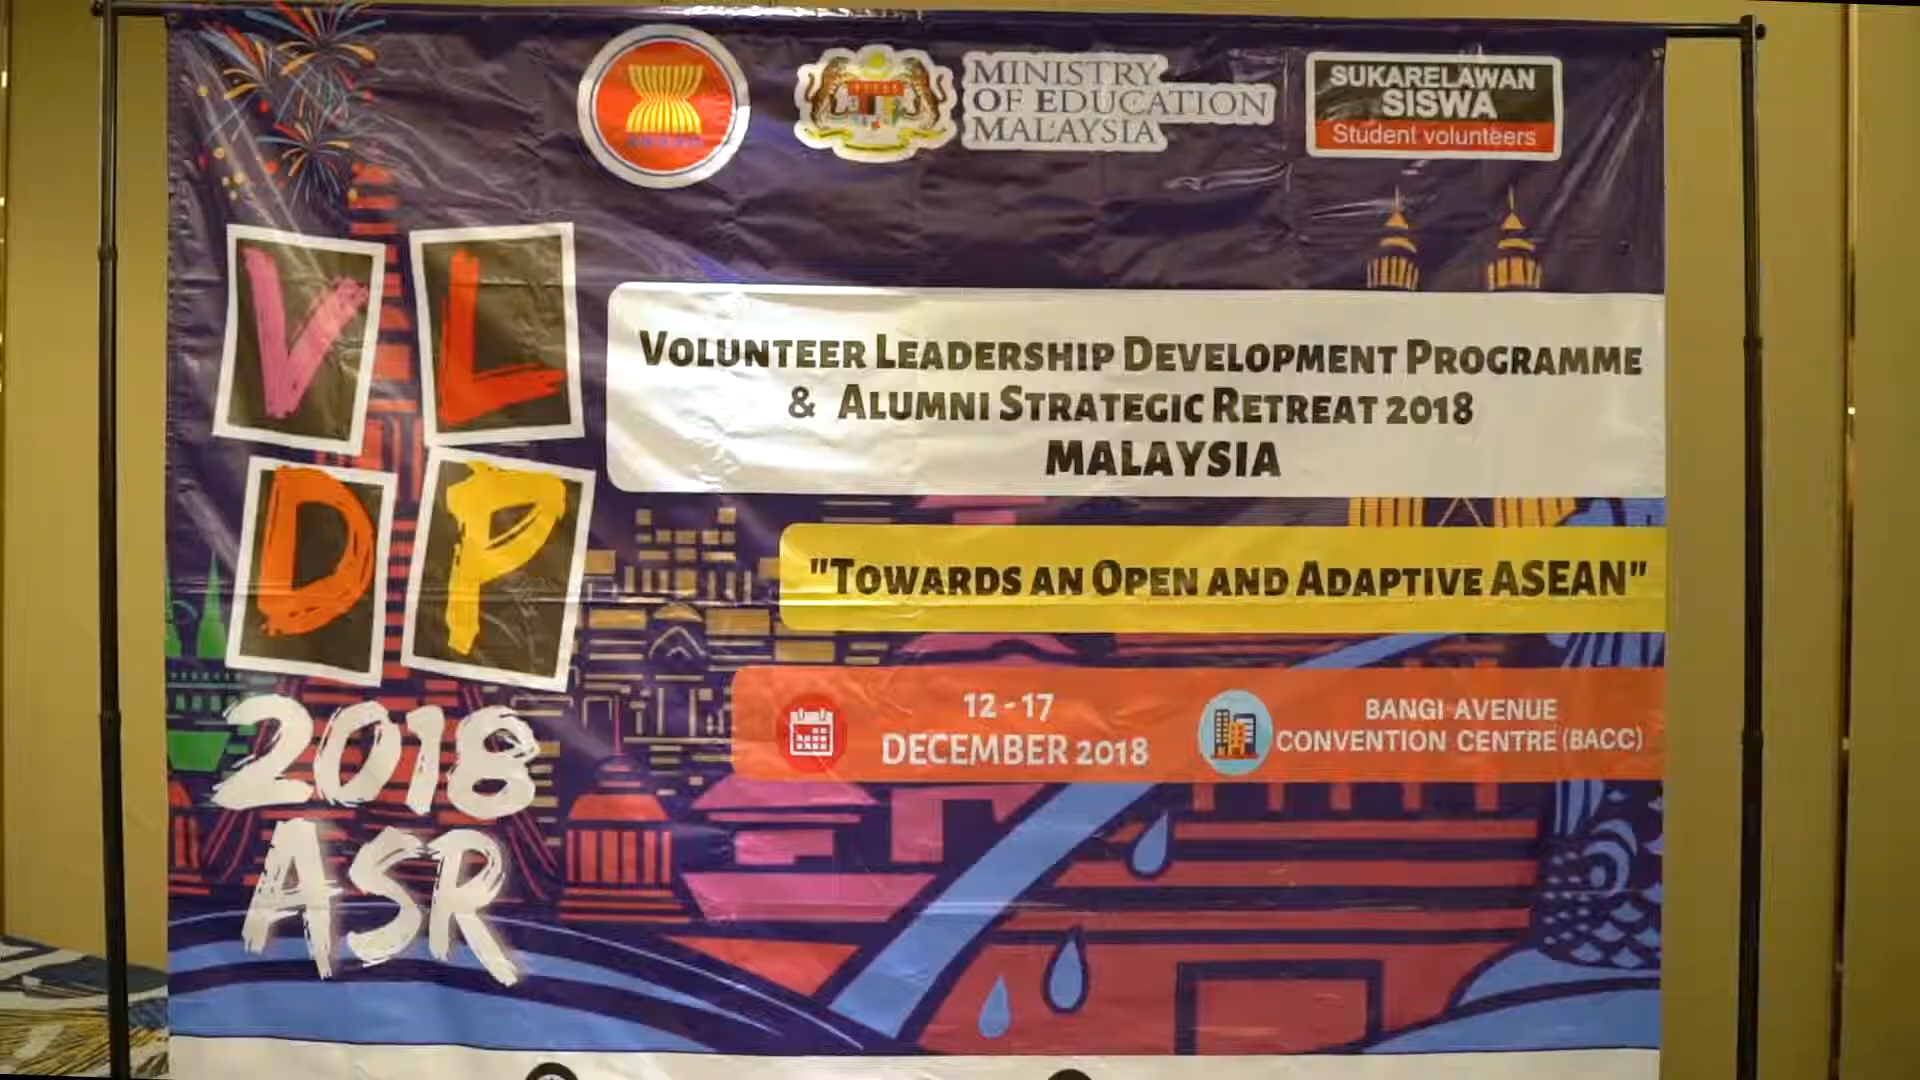 MINISTRY
OF EDUCATION
MALAYSIA
SUKARELAWAN
SISWA
Student volunteers
V L
D P
2018
ASR
VOLUNTEER LEADERSHIP DEVELOPMENT PROGRAMME
& ALUMNI STRATEGIC RETREAT 2018
MALAYSIA
"TOWARDS AN OPEN AND ADAPTIVE ASEAN"
12 - 17
DECEMBER 2018
BANGI AVENUE
CONVENTION CENTRE (BACC)